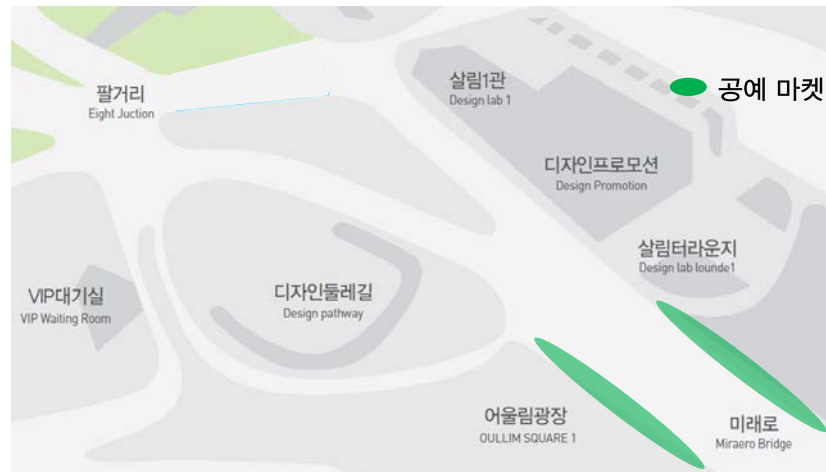 팔거리
Eight Juction
살림1관
Design lab 1
공예 마켓
디자인프로모션
Design Promotion
살림터라운지
Design lab lounde1
VIP대기실
VIP Waiting Room
디자인둘레길
Design pathway
어울림광장
OULLIM SQUARE 1
미래로
Miraero Bridge